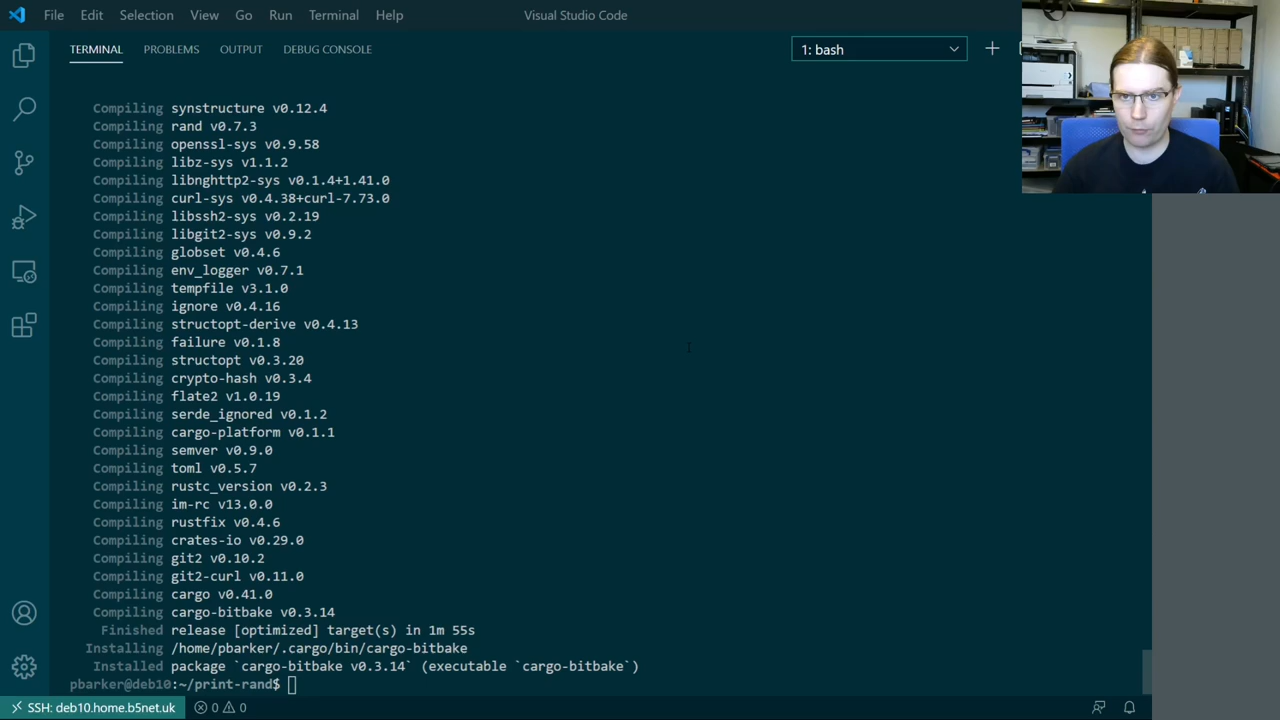 File Edit Selection View Go Run Terminal Help Visual Studio Code
TERMINAL PROBLEMS OUTPUT DEBUG CONSOLE 1: bash
Compiling synstructure v0.12.4
Compiling rand v0.7.3
Compiling openssl-sys v0.9.58
Compiling libz-sys v1.1.2
Compiling libnghttp2-sys v0.1.4+1.41.0
Compiling curl-sys v0.4.38+curl-7.73.0
Compiling libssh2-sys v0.2.19
Compiling libgit2-sys v0.9.2
Compiling globset v0.4.6
Compiling env_logger v0.7.1
Compiling tempfile v3.1.0
Compiling ignore v0.4.16
Compiling structopt-derive v0.4.13
Compiling failure v0.1.8
Compiling structopt v0.3.20
Compiling crypto-hash v0.3.4
Compiling flate2 v1.0.19
Compiling serde_ignored v0.1.2
Compiling cargo-platform v0.1.1
Compiling semver v0.9.0
Compiling toml v0.5.7
Compiling rustc_version v0.2.3
Compiling im-rc v13.0.0
Compiling rustfix v0.4.6
Compiling crates-io v0.29.0
Compiling git2 v0.10.2
Compiling git2-curl v0.11.0
Compiling cargo v0.41.0
Compiling cargo-bitbake v0.3.14
Finished release [optimized] target(s) in 1m 55s
Installing /home/pbarker/.cargo/bin/cargo-bitbake
Installed package `cargo-bitbake v0.3.14` (executable `cargo-bitbake`)
pbarker@deb10:~/print-rand$
SSH: deb10.home.b5net.uk 0 0